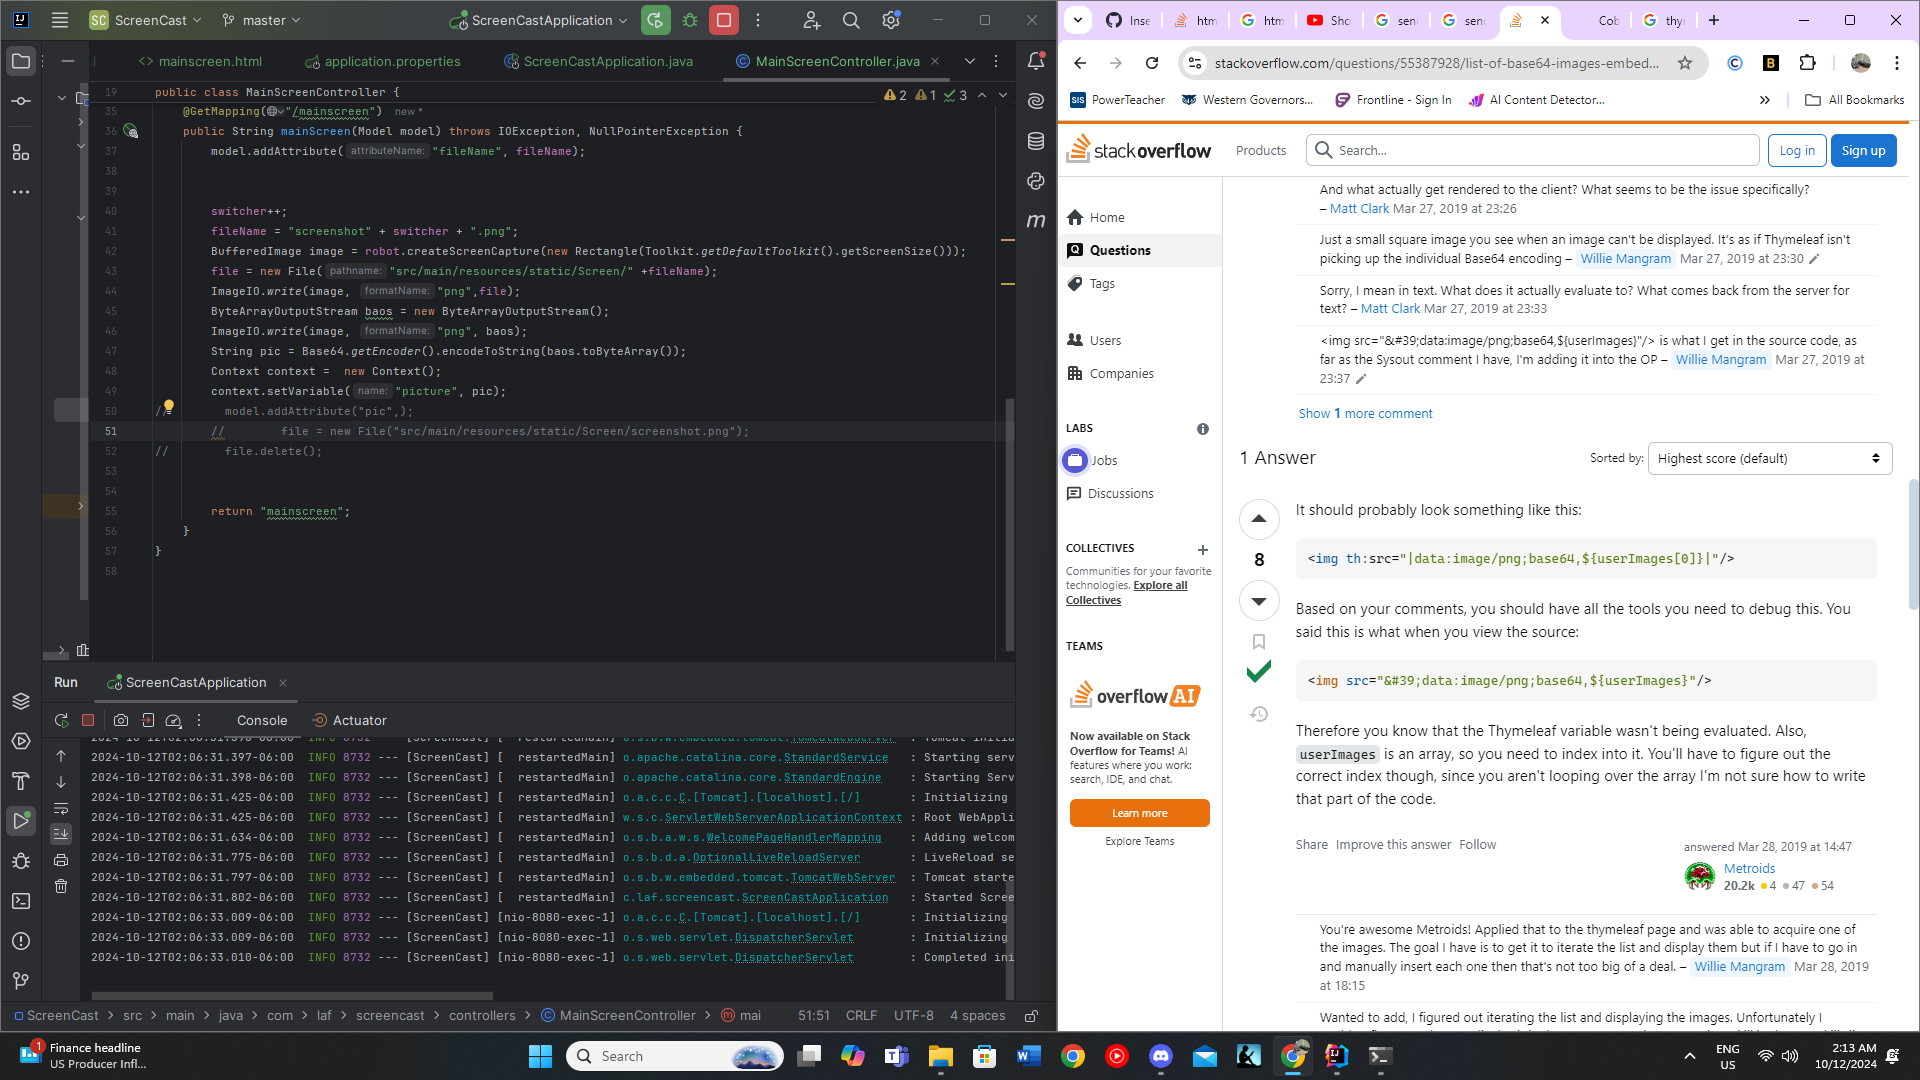 SC ScreenCast master ScreenCastApplication
mainscreen.html application.properties ScreenCastApplication.java MainScreenController.java
19 public class MainScreenController {
2 1 3
35 @GetMapping("/mainscreen") new *
36 public String mainScreen(Model model) throws IOException, NullPointerException {
37 model.addAttribute( attributeName: "fileName", fileName);
38
39
40 switcher++;
41 fileName = "screenshot" + switcher + ".png";
42 BufferedImage image = robot.createScreenCapture(new Rectangle(Toolkit.getDefaultToolkit().getScreenSize()));
43 file = new File( pathname: "src/main/resources/static/Screen/" +fileName);
44 ImageIO.write(image, formatName: "png",file);
45 ByteArrayOutputStream baos = new ByteArrayOutputStream();
46 ImageIO.write(image, formatName: "png", baos);
47 String pic = Base64.getEncoder().encodeToString(baos.toByteArray());
48 Context context =  new Context();
49 context.setVariable( name: "picture", pic);
50 // model.addAttribute("pic",);
51 // file = new File("src/main/resources/static/Screen/screenshot.png");
52 // file.delete();
53
54
55 return "mainscreen";
56 }
57 }
58
Run ScreenCastApplication
Console Actuator
2024-10-12T02:06:31.397-06:00 INFO 8732 --- [ScreenCast] [  restartedMain] o.apache.catalina.core.StandardService : Starting serv
2024-10-12T02:06:31.398-06:00 INFO 8732 --- [ScreenCast] [  restartedMain] o.apache.catalina.core.StandardEngine : Starting Serv
2024-10-12T02:06:31.425-06:00 INFO 8732 --- [ScreenCast] [  restartedMain] o.a.c.c.C.[Tomcat].[localhost].[/] : Initializing
2024-10-12T02:06:31.425-06:00 INFO 8732 --- [ScreenCast] [  restartedMain] w.s.c.ServletWebServerApplicationContext : Root WebAppl
2024-10-12T02:06:31.634-06:00 INFO 8732 --- [ScreenCast] [  restartedMain] o.s.b.a.w.s.WelcomePageHandlerMapping : Adding welcom
2024-10-12T02:06:31.775-06:00 INFO 8732 --- [ScreenCast] [  restartedMain] o.s.b.d.a.OptionalLiveReloadServer : LiveReload se
2024-10-12T02:06:31.797-06:00 INFO 8732 --- [ScreenCast] [  restartedMain] o.s.b.w.embedded.tomcat.TomcatWebServer : Tomcat starte
2024-10-12T02:06:31.802-06:00 INFO 8732 --- [ScreenCast] [  restartedMain] c.laf.screencast.ScreenCastApplication : Started Scree
2024-10-12T02:06:33.009-06:00 INFO 8732 --- [ScreenCast] [nio-8080-exec-1] o.a.c.c.C.[Tomcat].[localhost].[/] : Initializing
2024-10-12T02:06:33.009-06:00 INFO 8732 --- [ScreenCast] [nio-8080-exec-1] o.s.web.servlet.DispatcherServlet : Initializing
2024-10-12T02:06:33.010-06:00 INFO 8732 --- [ScreenCast] [nio-8080-exec-1] o.s.web.servlet.DispatcherServlet : Completed ini
ScreenCast > src > main > java > com > laf > screencast > controllers > MainScreenController > mai 51:51 CRLF UTF-8 4 spaces
Inse htm htm Sho sen sen Cob thy
stackoverflow.com/questions/55387928/list-of-base64-images-embed...
PowerTeacher Western Governors... Frontline - Sign In AI Content Detector... » All Bookmarks
stackoverflow Products Search... Log in Sign up
Home
Questions
Tags
Users
Companies
LABS
Jobs
Discussions
COLLECTIVES
Communities for your favorite
technologies. Explore all
Collectives
TEAMS
overflow AI
Now available on Stack
Overflow for Teams! AI
features where you work:
search, IDE, and chat.
Learn more
Explore Teams
And what actually get rendered to the client? What seems to be the issue specifically?
– Matt Clark Mar 27, 2019 at 23:26
Just a small square image you see when an image can't be displayed. It's as if Thymeleaf isn't
picking up the individual Base64 encoding – Willie Mangram Mar 27, 2019 at 23:30
Sorry, I mean in text. What does it actually evaluate to? What comes back from the server for
text? – Matt Clark Mar 27, 2019 at 23:33
<img src="&#39;data:image/png;base64,${userImages}"/> is what I get in the source code, as
far as the Sysout comment I have, I'm adding it into the OP – Willie Mangram Mar 27, 2019 at
23:37
Show 1 more comment
1 Answer
Sorted by: Highest score (default)
8
It should probably look something like this:
<img th:src="|data:image/png;base64,${userImages[0]}|"/>
Based on your comments, you should have all the tools you need to debug this. You
said this is what when you view the source:
<img src="&#39;data:image/png;base64,${userImages}"/>
Therefore you know that the Thymeleaf variable wasn't being evaluated. Also,
userImages is an array, so you need to index into it. You'll have to figure out the
correct index though, since you aren't looping over the array I'm not sure how to write
that part of the code.
Share Improve this answer Follow
answered Mar 28, 2019 at 14:47
Metroids
20.2k 4 47 54
You're awesome Metroids! Applied that to the thymeleaf page and was able to acquire one of
the images. The goal I have is to get it to iterate the list and display them but if I have to go in
and manually insert each one then that's not too big of a deal. – Willie Mangram Mar 28, 2019
at 18:15
Wanted to add, I figured out iterating the list and displaying the images. Unfortunately I
1 Finance headline
US Producer Infl...
Search
ENG
US
2:13 AM
10/12/2024